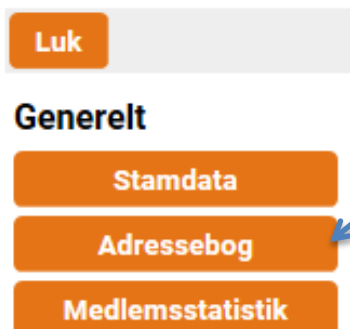 Luk
Generelt
Stamdata
Adressebog
Medlemsstatistik